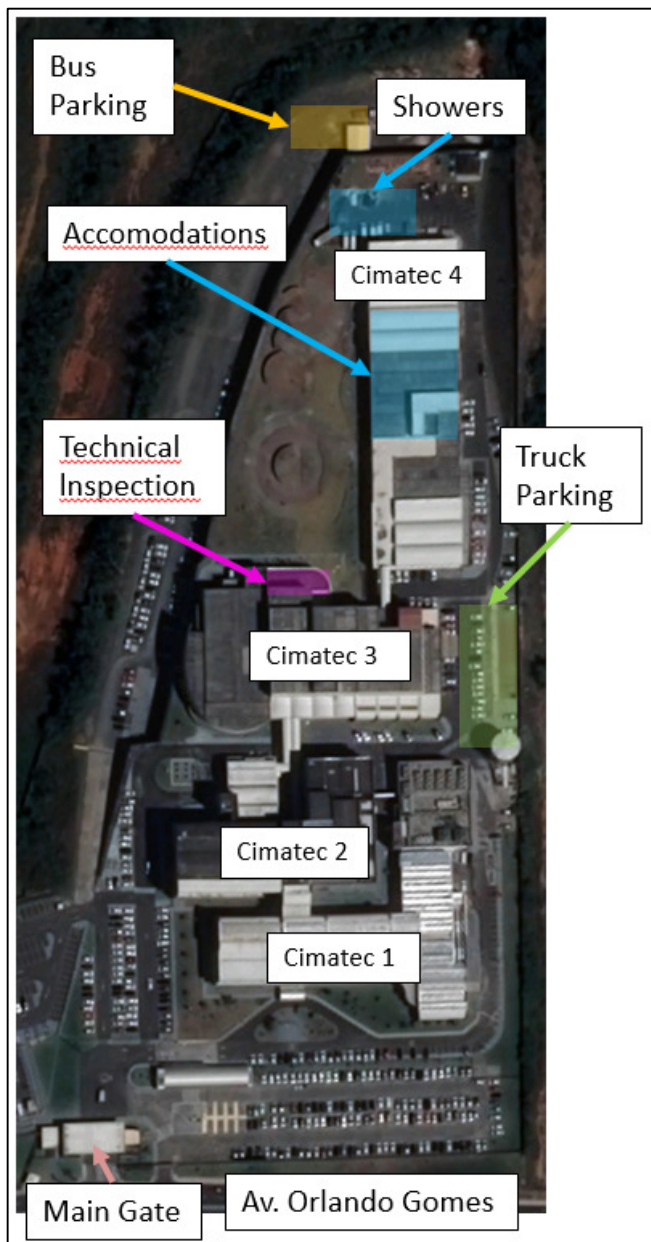 Bus
Parking
Showers
Accomodations
Cimatec 4
Technical
Inspection
Truck
Parking
Cimatec 3
Cimatec 2
Cimatec 1
Main Gate
Av. Orlando Gomes